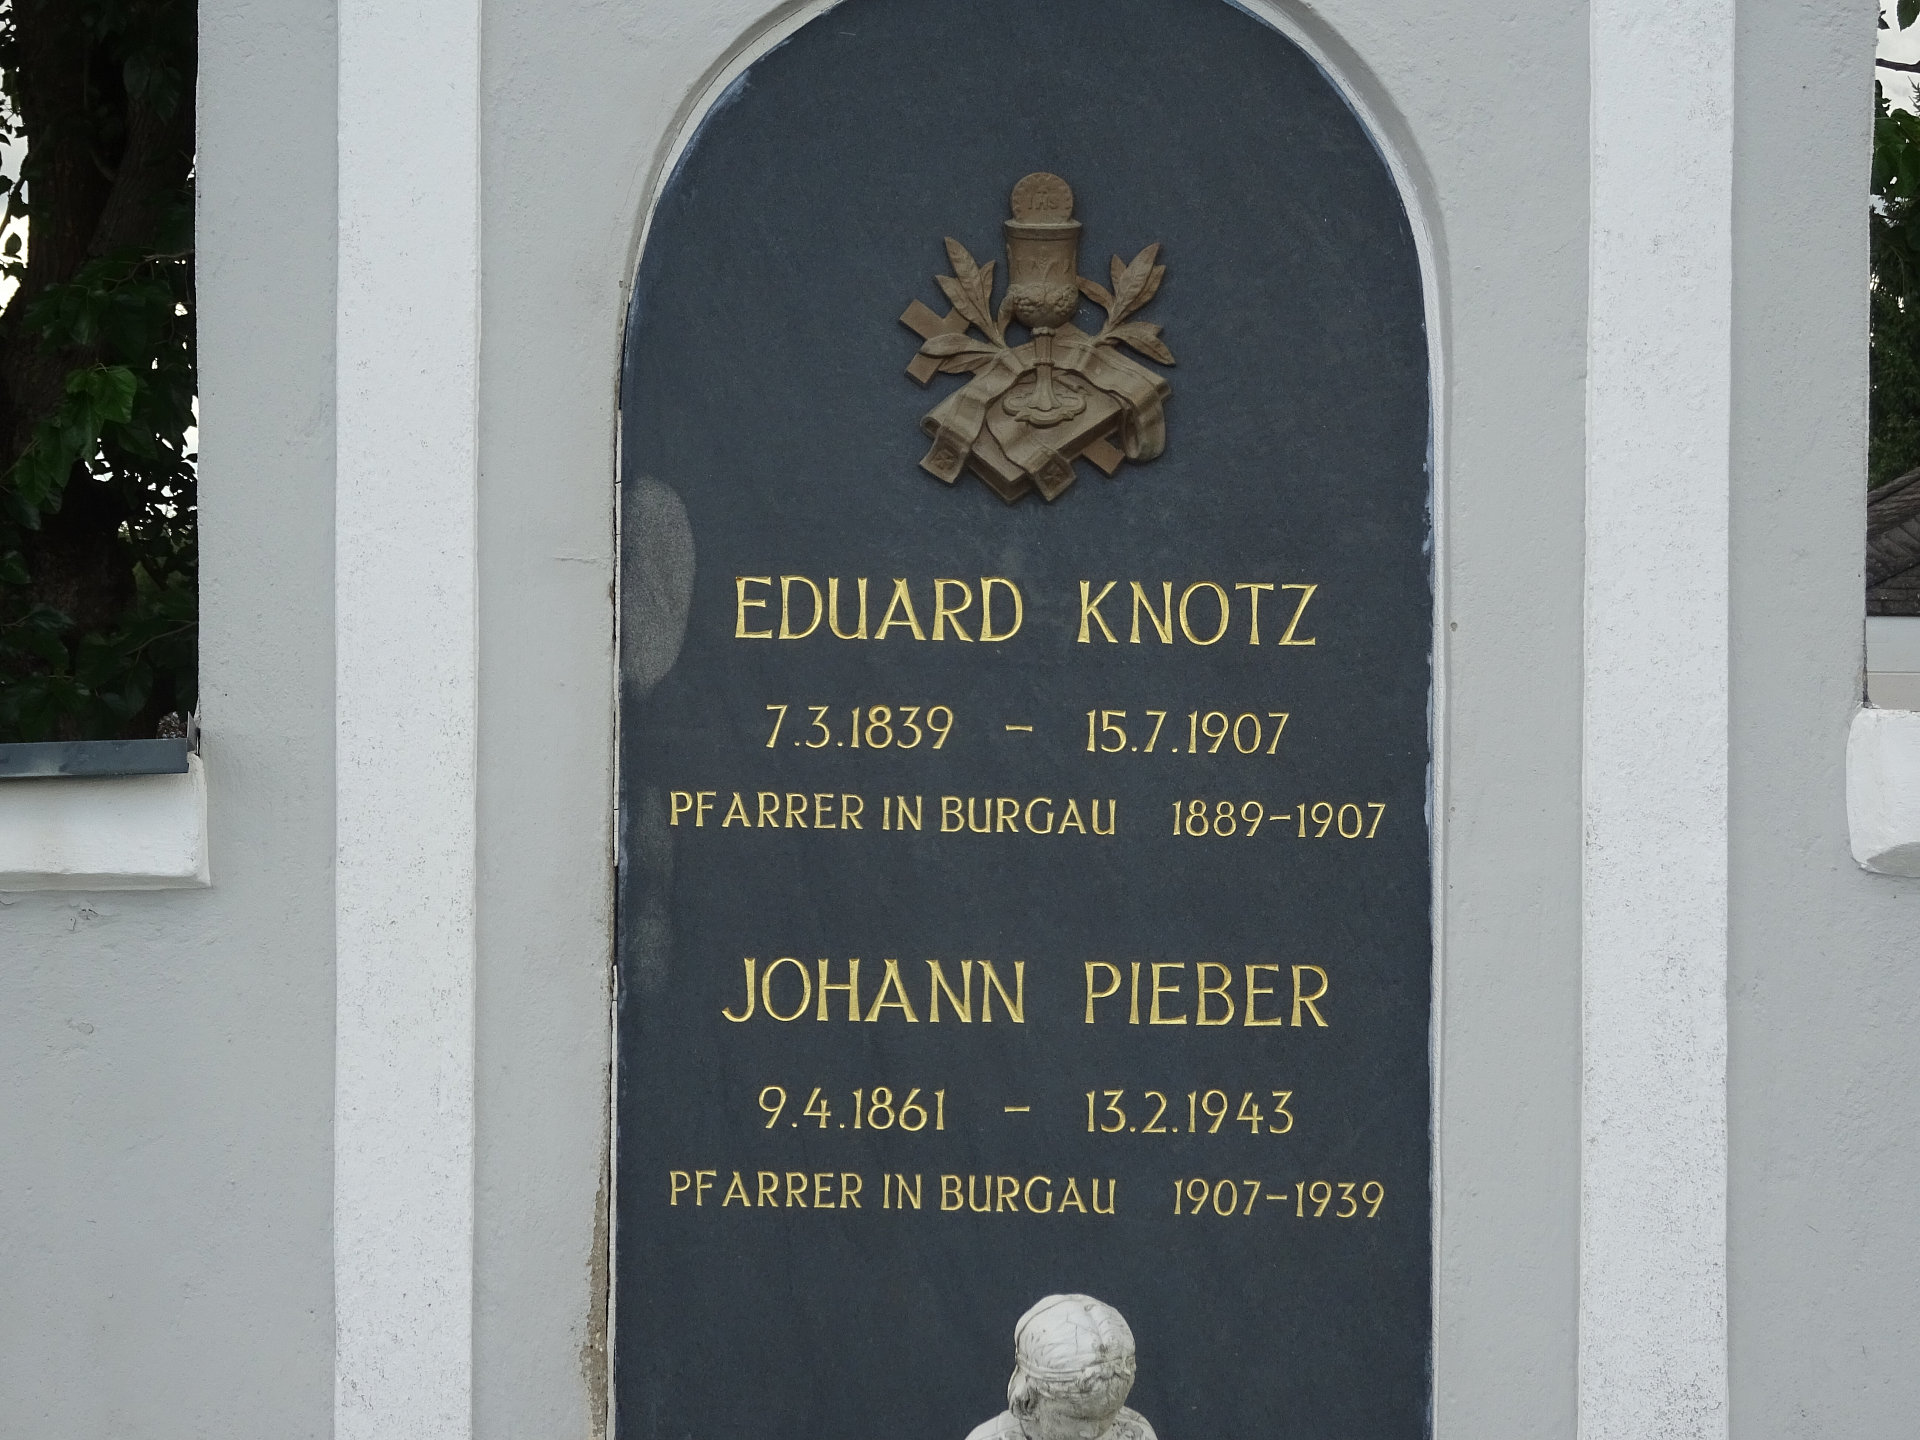 IHS
EDUARD KNOTZ
7.3.1839 – 15.7.1907
PFARRER IN BURGAU 1889–1907
JOHANN PIEBER
9.4.1861 – 13.2.1943
PFARRER IN BURGAU 1907–1939